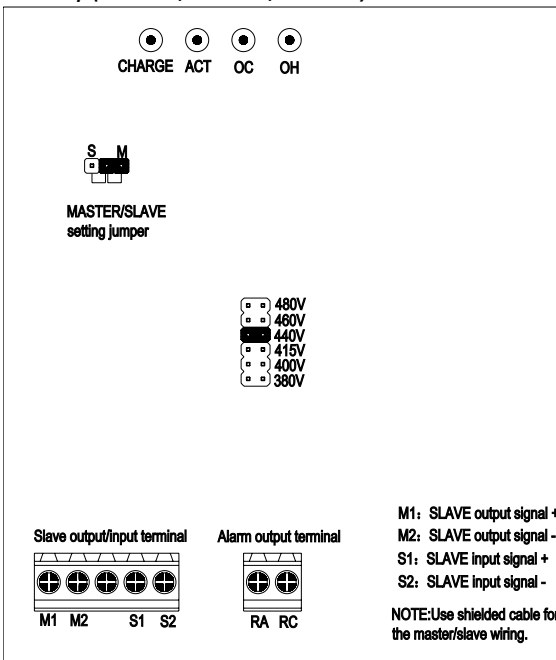 CHARGE ACT OC OH
S M
MASTER/SLAVE
setting jumper
480V
460V
440V
415V
400V
380V
M1: SLAVE output signal +
M2: SLAVE output signal -
S1: SLAVE input signal +
S2: SLAVE input signal -
NOTE:Use shielded cable for
the master/slave wiring.
Slave output/input terminal
M1 M2 S1 S2
Alarm output terminal
RA RC